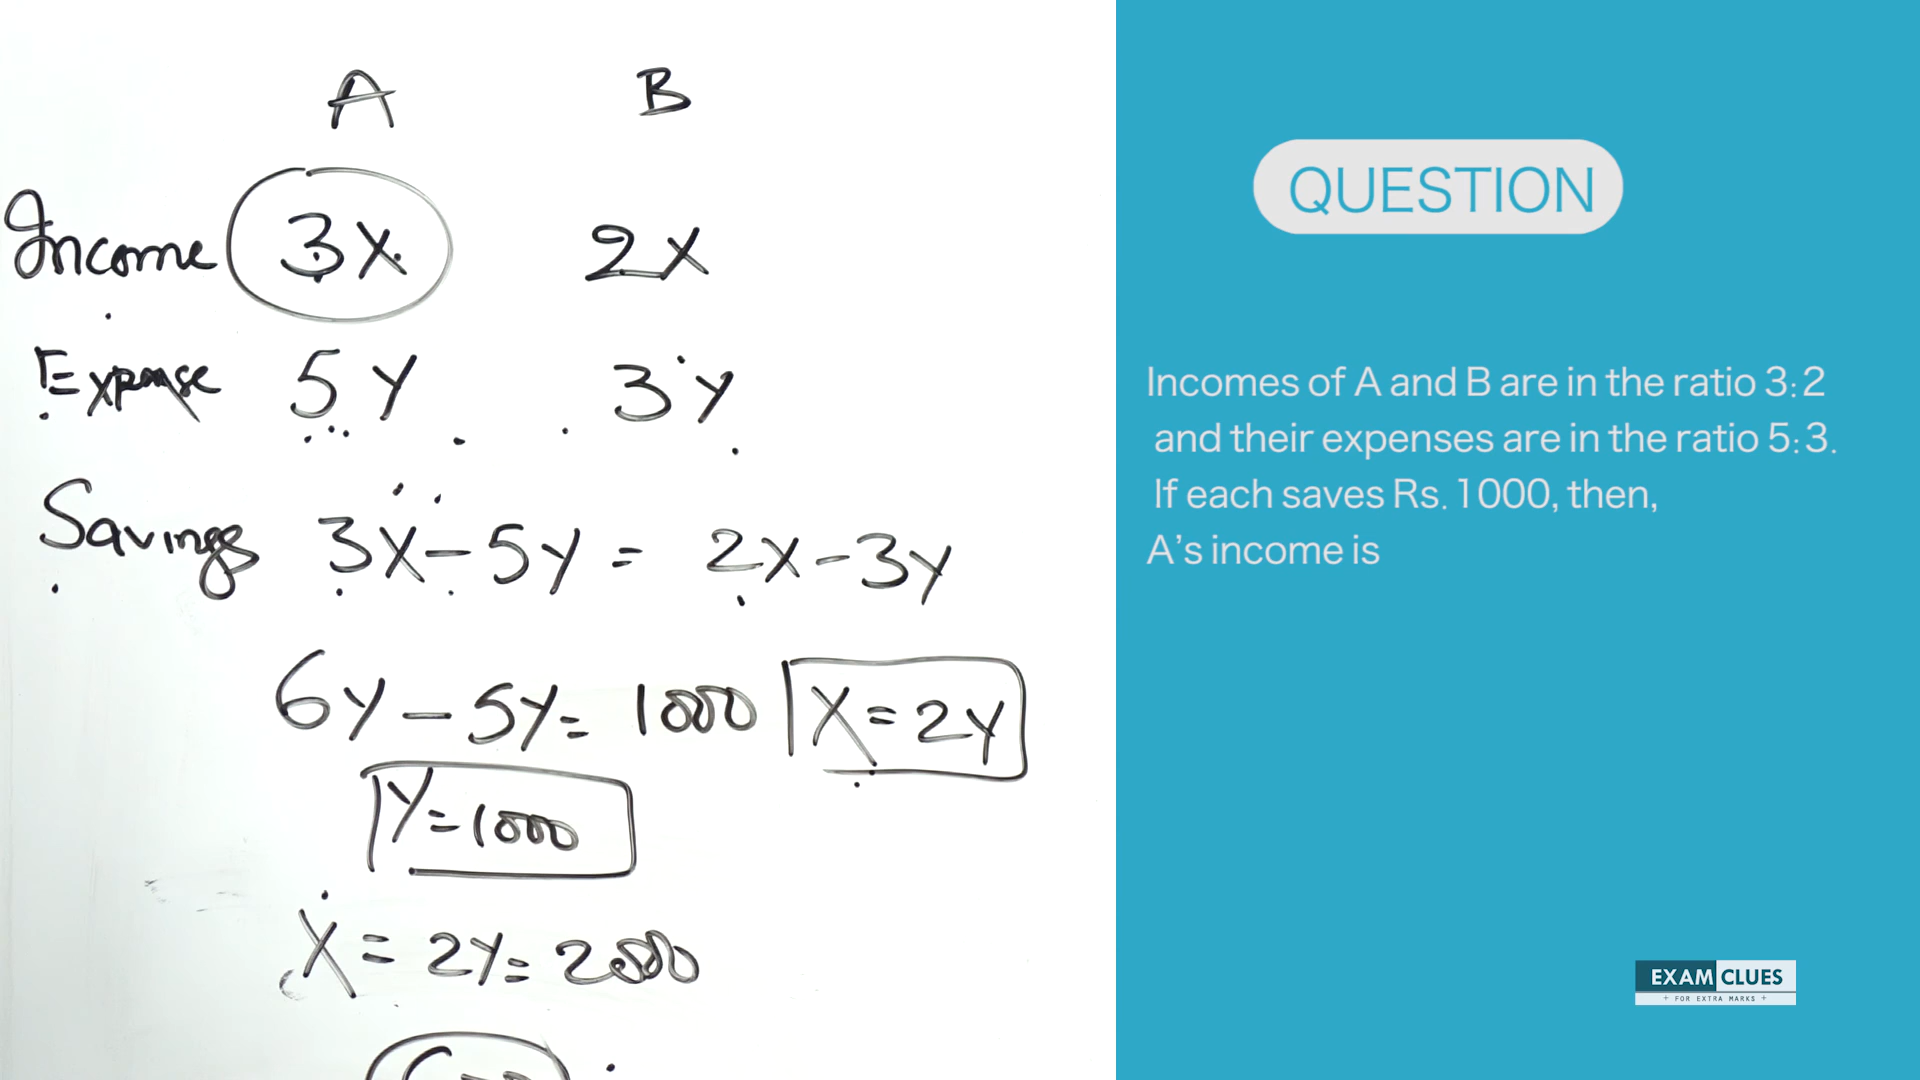 A B
Income 3X 2X
Expense 5Y 3Y
Savings 3X-5Y = 2X-3Y
6Y-5Y= 1000 X=2Y
Y=1000
X = 2Y=2000
QUESTION
Incomes of A and B are in the ratio 3:2
and their expenses are in the ratio 5:3.
If each saves Rs. 1000, then,
A's income is
EXAM CLUES
+ FOR EXTRA MARKS +